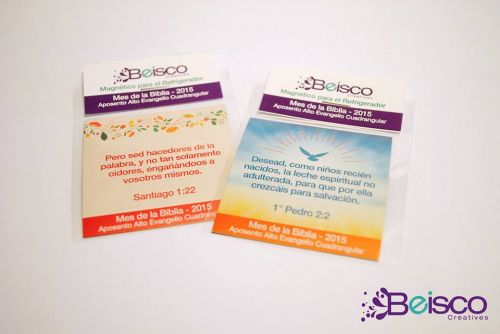 Beisco
Creatives
Magnético para el Refrigerador
Mes de la Biblia - 2015
Aposento Alto Evangelio Cuadrangular
Pero sed hacedores de la
palabra, y no tan solamente
oidores, engañándoos a
vosotros mismos.
Santiago 1:22
Mes de la Biblia - 2015
Aposento Alto Evangelio Cuadrangular
Beisco
Creatives
Magnético para el Refrigerador
Mes de la Biblia - 2015
Aposento Alto Evangelio Cuadrangular
Desead, como niños recién
nacidos, la leche espiritual no
adulterada, para que por ella
crezcáis para salvación.
1° Pedro 2:2
Mes de la Biblia - 2015
Aposento Alto Evangelio Cuadrangular
Beisco
Creatives